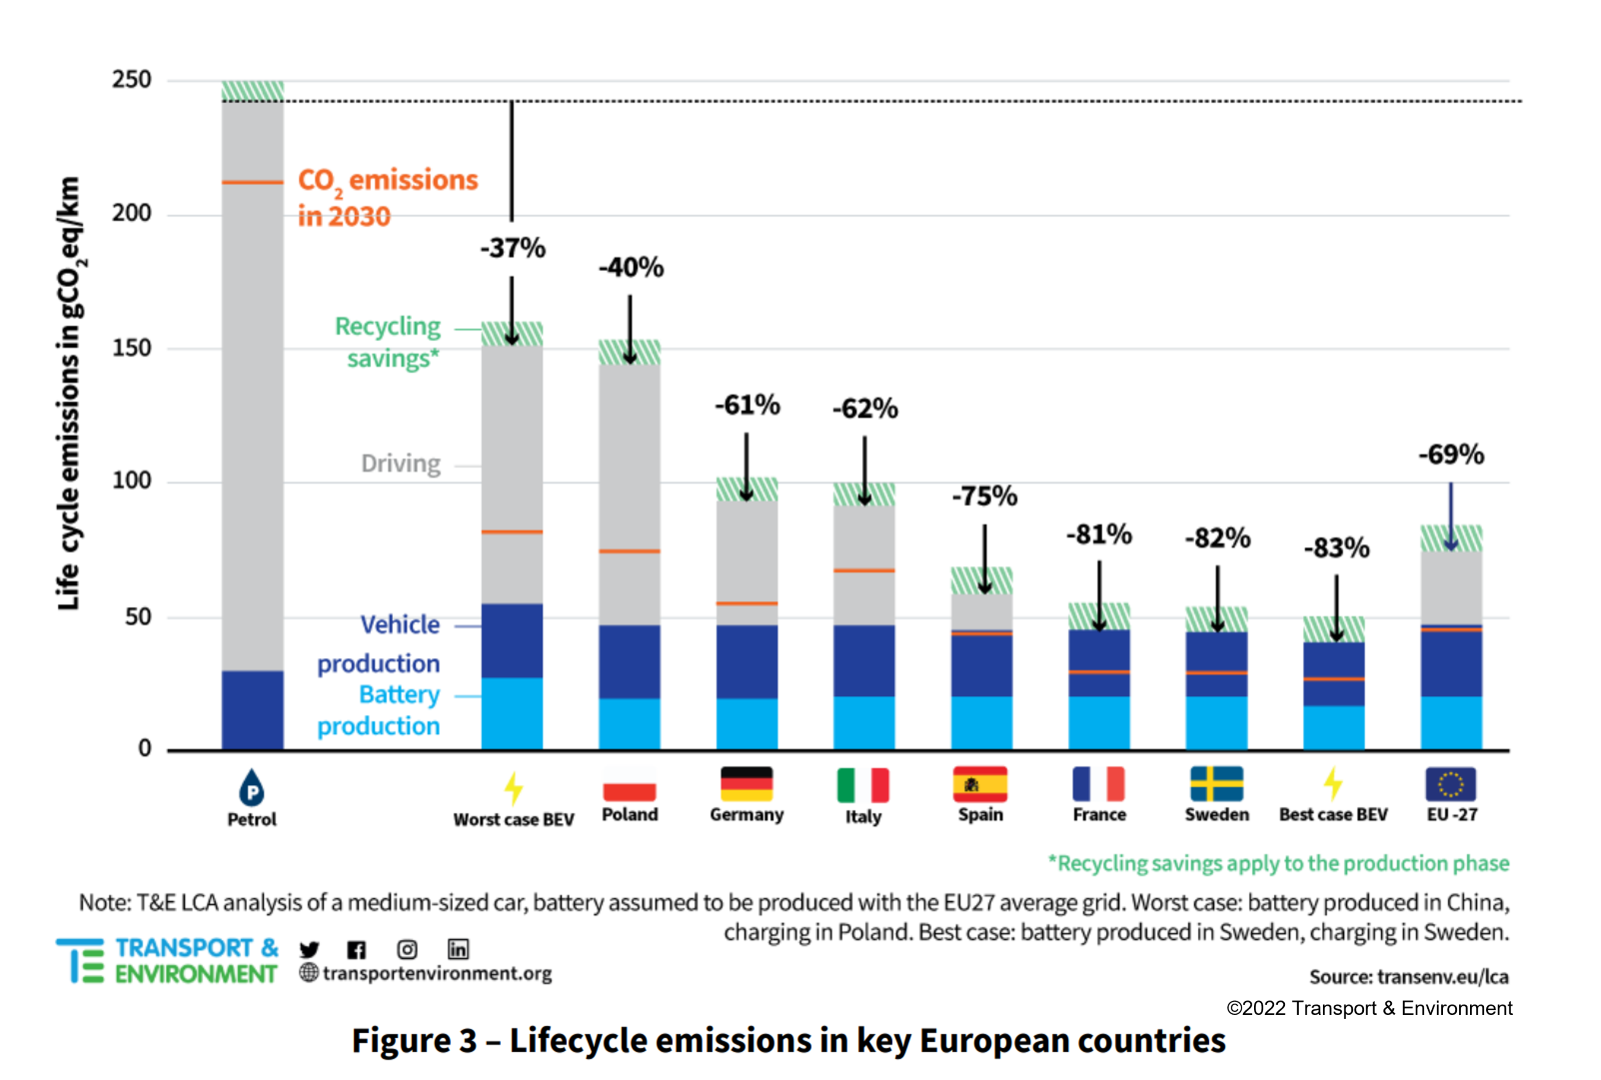 250
200
150
100
50
0
Life cycle emissions in gCO₂eq/km
CO₂ emissions
in 2030
-37%
-40%
-61%
-62%
-75%
-81%
-82%
-83%
-69%
Recycling
savings*
Driving
Vehicle
production
Battery
production
P
Petrol
Worst case BEV
Poland
Germany
Italy
Spain
France
Sweden
Best case BEV
EU -27
*Recycling savings apply to the production phase
Note: T&E LCA analysis of a medium-sized car, battery assumed to be produced with the EU27 average grid. Worst case: battery produced in China,
charging in Poland. Best case: battery produced in Sweden, charging in Sweden.
TE TRANSPORT &
ENVIRONMENT
transportenvironment.org
Source: transenv.eu/lca
©2022 Transport & Environment
Figure 3 – Lifecycle emissions in key European countries